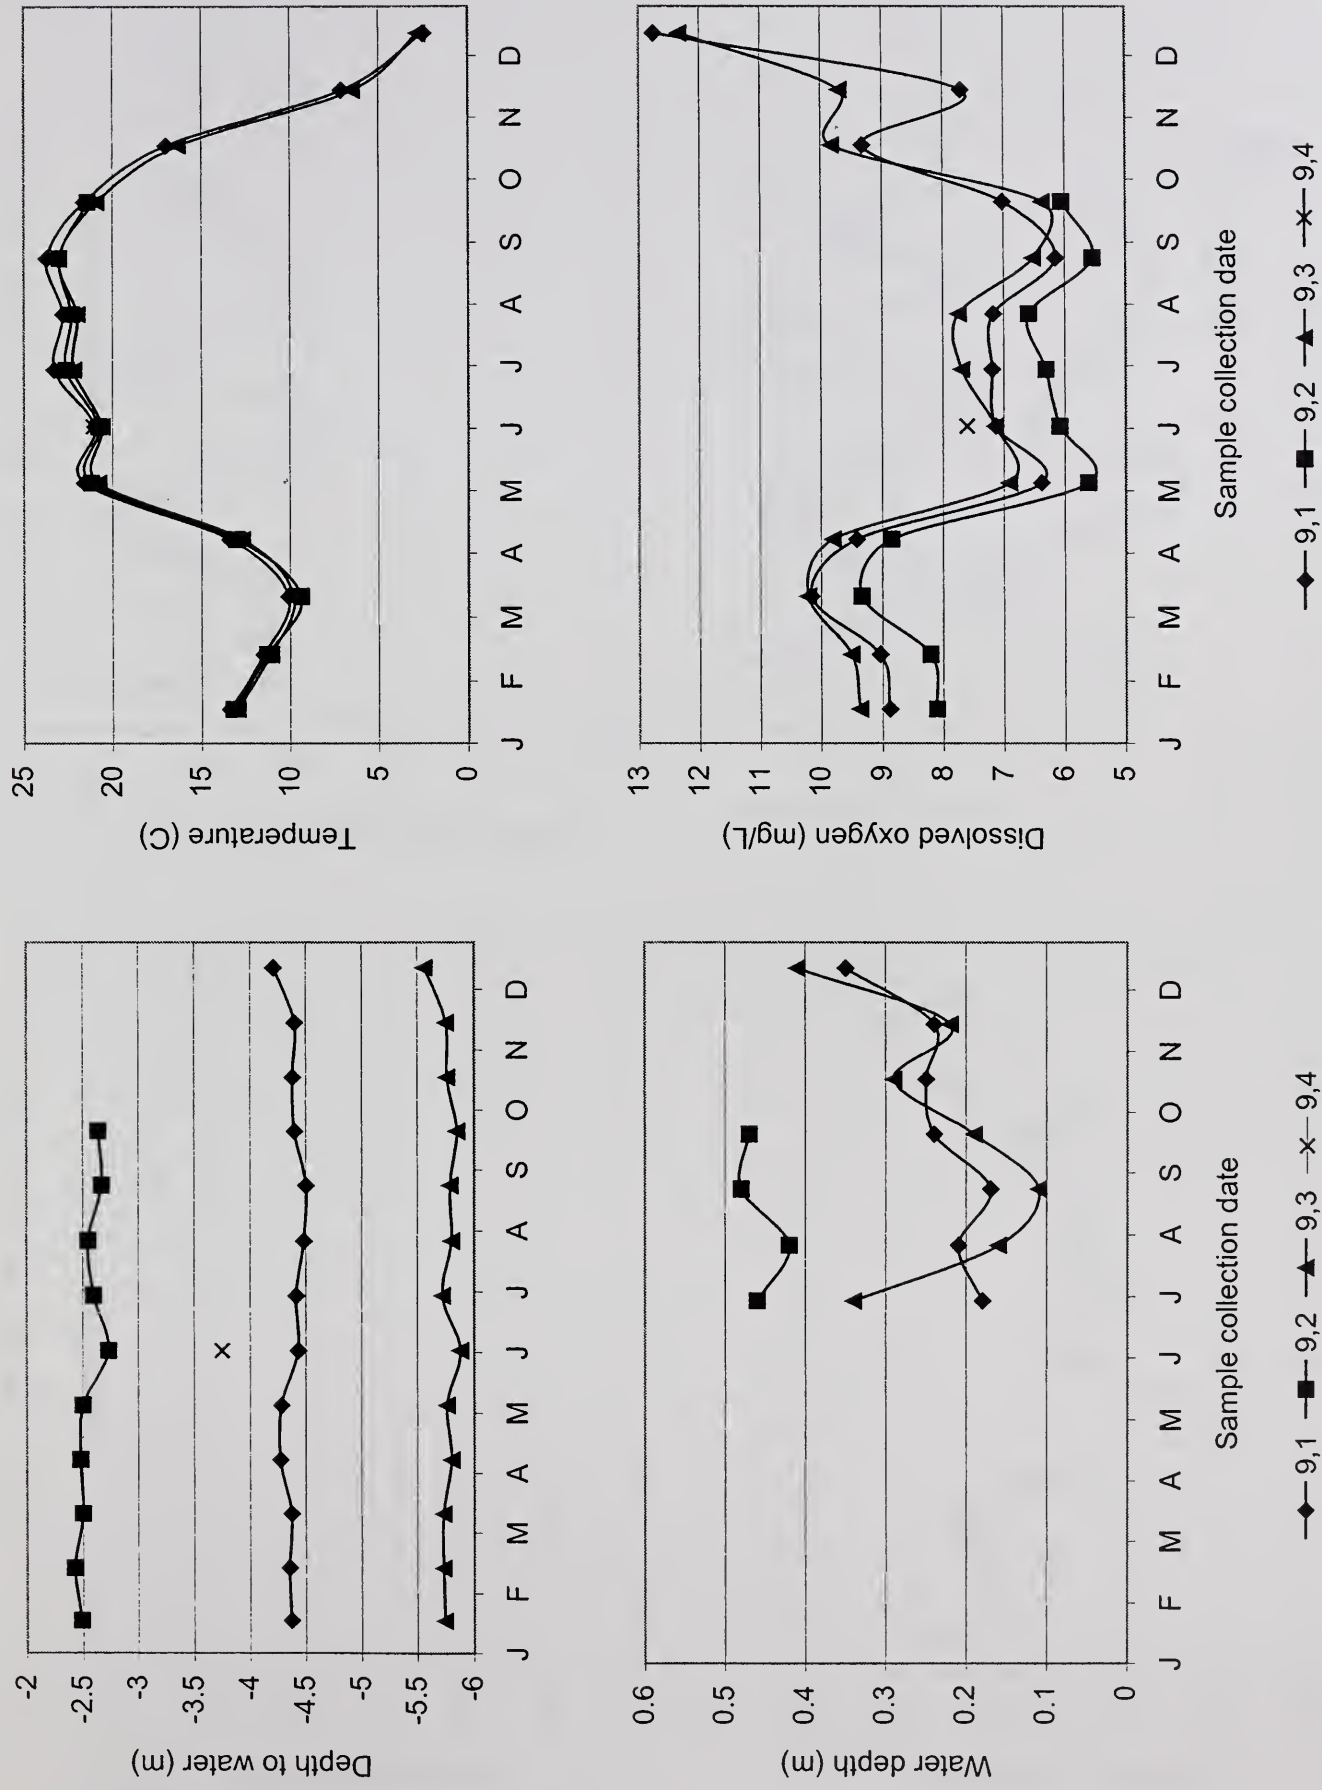 Depth to water (m)
-2
-2.5
-3
-3.5
-4
-4.5
-5
-5.5
-6
J F M A M J J A S O N D
Temperature (C)
25
20
15
10
5
0
J F M A M J J A S O N D
Water depth (m)
0.6
0.5
0.4
0.3
0.2
0.1
0
J F M A M J J A S O N D
Sample collection date
9,1 9,2 9,3 9,4
Dissolved oxygen (mg/L)
13
12
11
10
9
8
7
6
5
J F M A M J J A S O N D
Sample collection date
9,1 9,2 9,3 9,4